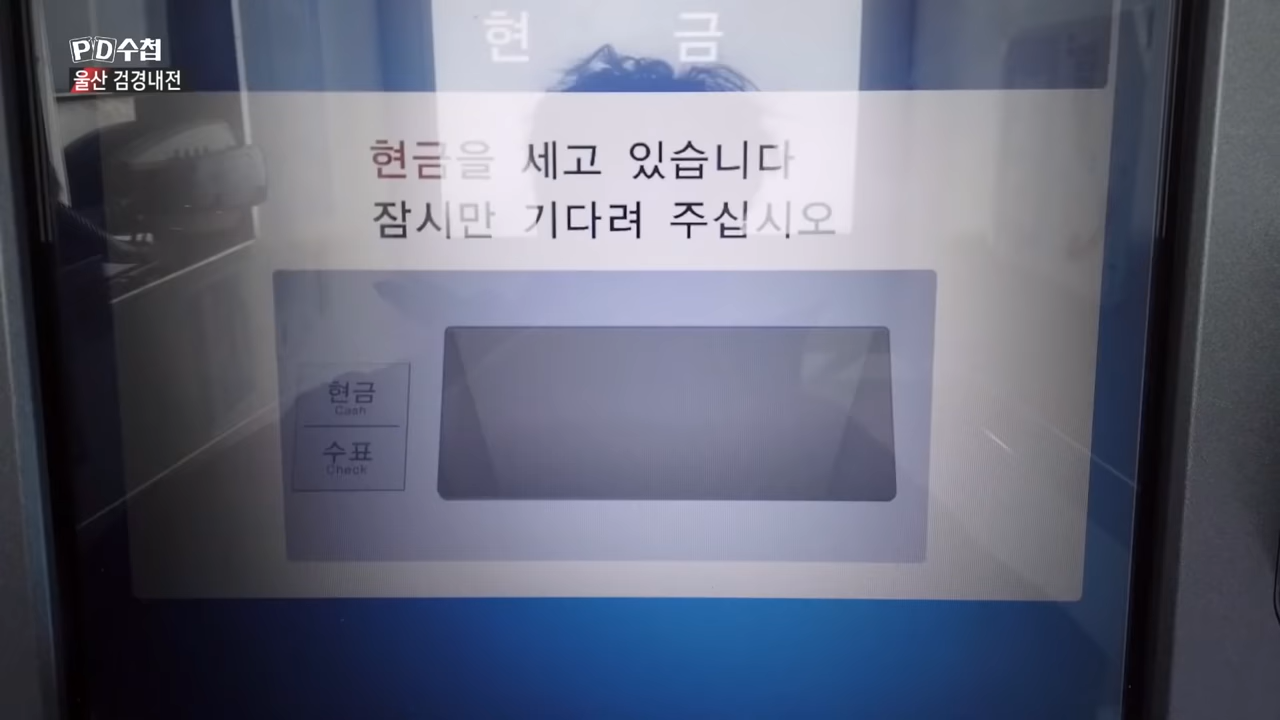 PD수첩
울산 검경내전
현 금
현금을 세고 있습니다
잠시만 기다려 주십시오
현금
Cash
수표
Check